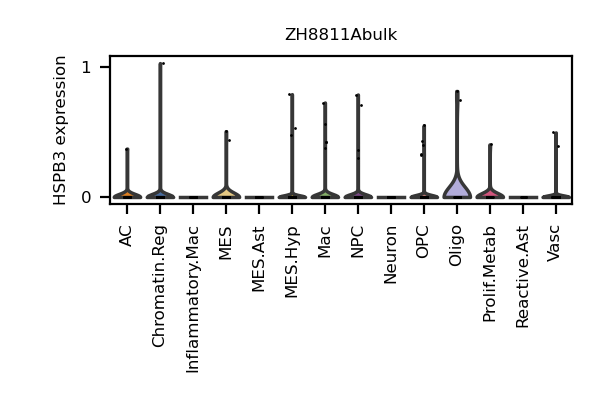 ZH8811Abulk
HSPB3 expression
1
0
AC
Chromatin.Reg
Inflammatory.Mac
MES
MES.Ast
MES.Hyp
Mac
NPC
Neuron
OPC
Oligo
Prolif.Metab
Reactive.Ast
Vasc